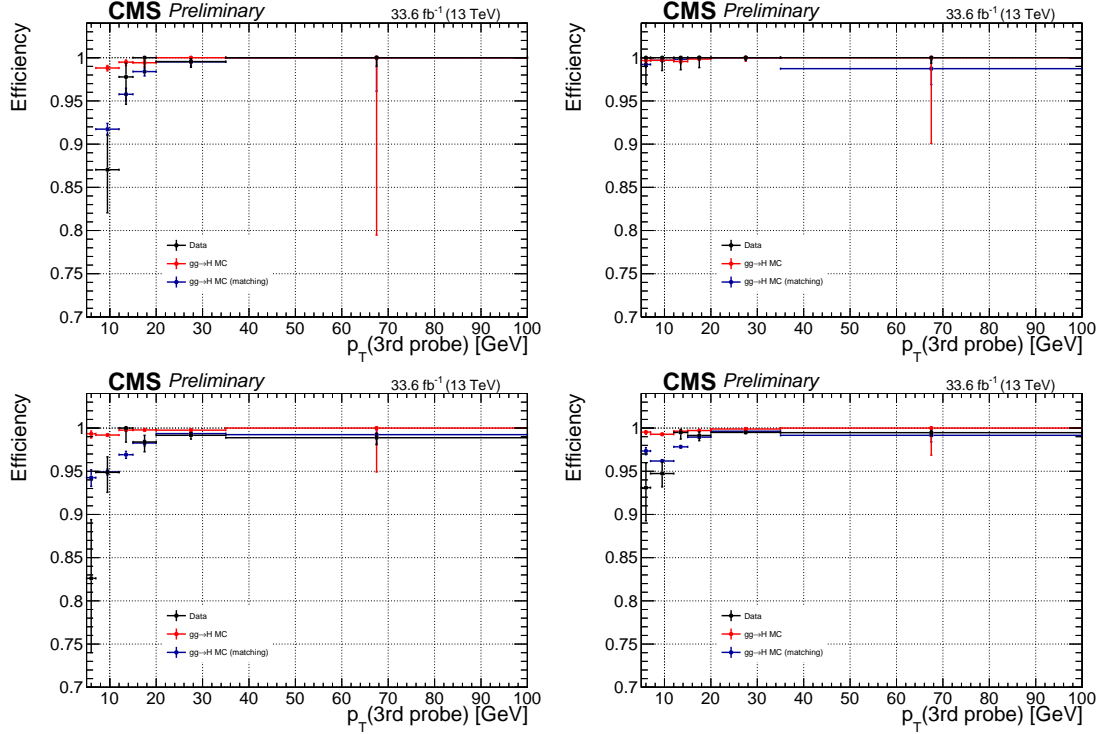 CMS Preliminary 33.6 fb⁻¹ (13 TeV)
Efficiency
1
0.95
0.9
0.85
0.8
0.75
0.7
Data
gg→H MC
gg→H MC (matching)
10 20 30 40 50 60 70 80 90 100
p_T(3rd probe) [GeV]
CMS Preliminary 33.6 fb⁻¹ (13 TeV)
Efficiency
1
0.95
0.9
0.85
0.8
0.75
0.7
Data
gg→H MC
gg→H MC (matching)
10 20 30 40 50 60 70 80 90 100
p_T(3rd probe) [GeV]
CMS Preliminary 33.6 fb⁻¹ (13 TeV)
Efficiency
1
0.95
0.9
0.85
0.8
0.75
0.7
Data
gg→H MC
gg→H MC (matching)
10 20 30 40 50 60 70 80 90 100
p_T(3rd probe) [GeV]
CMS Preliminary 33.6 fb⁻¹ (13 TeV)
Efficiency
1
0.95
0.9
0.85
0.8
0.75
0.7
Data
gg→H MC
gg→H MC (matching)
10 20 30 40 50 60 70 80 90 100
p_T(3rd probe) [GeV]